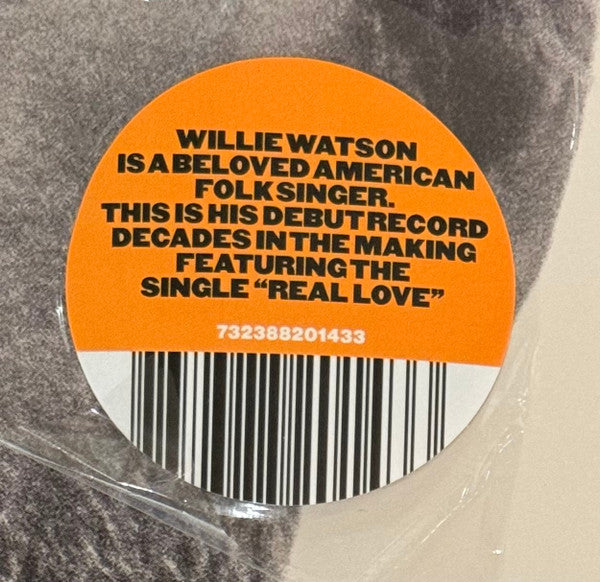 WILLIE WATSON
IS A BELOVED AMERICAN
FOLK SINGER.
THIS IS HIS DEBUT RECORD
DECADES IN THE MAKING
FEATURING THE
SINGLE “REAL LOVE”
732388201433